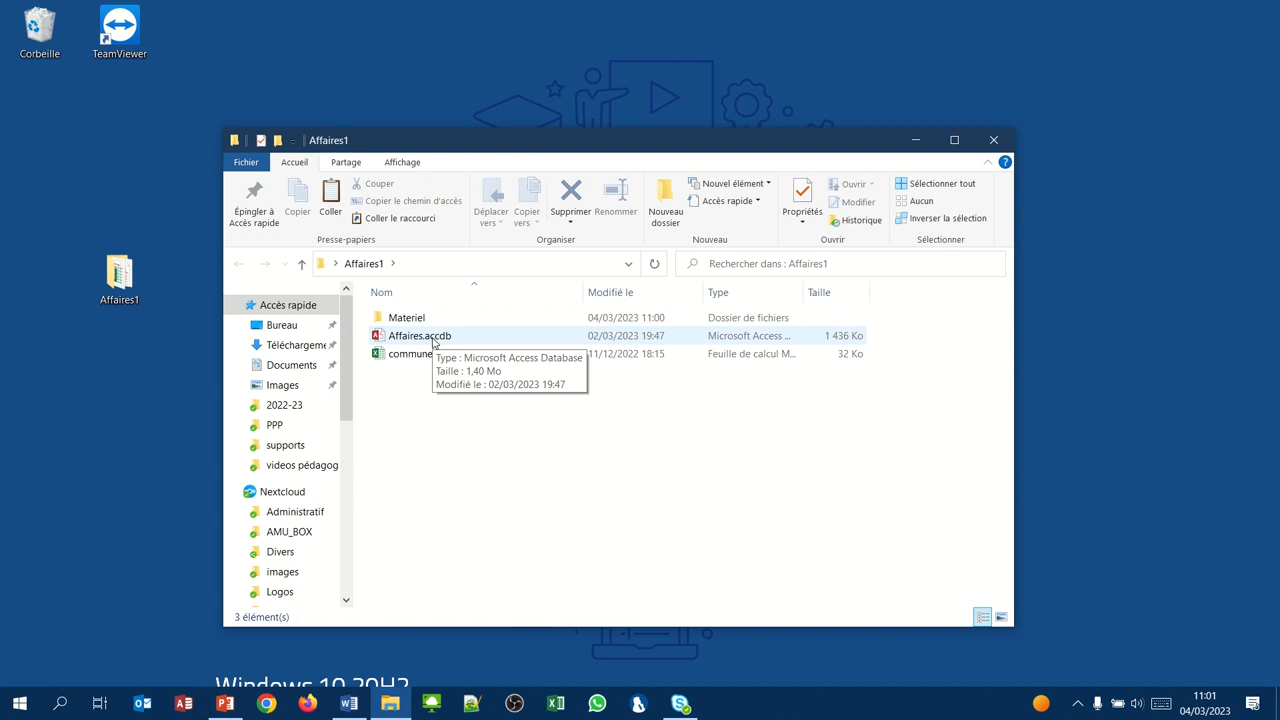 Corbeille
TeamViewer
Affaires1
Affaires1
Fichier Accueil Partage Affichage
Épingler à Accès rapide
Copier
Coller
Couper
Copier le chemin d'accès
Coller le raccourci
Presse-papiers
Déplacer vers
Copier vers
Supprimer
Renommer
Organiser
Nouveau dossier
Nouvel élément
Accès rapide
Nouveau
Propriétés
Ouvrir
Modifier
Historique
Ouvrir
Sélectionner tout
Aucun
Inverser la sélection
Sélectionner
Affaires1
Rechercher dans : Affaires1
Accès rapide
Bureau
Téléchargeme
Documents
Images
2022-23
PPP
supports
videos pédagog
Nextcloud
Administratif
AMU_BOX
Divers
images
Logos
Nom Modifié le Type Taille
Materiel 04/03/2023 11:00 Dossier de fichiers
Affaires.accdb 02/03/2023 19:47 Microsoft Access ... 1 436 Ko
commune 11/12/2022 18:15 Feuille de calcul M... 32 Ko
Type : Microsoft Access Database
Taille : 1,40 Mo
Modifié le : 02/03/2023 19:47
3 élément(s)
Windows 10 20H2
11:01
04/03/2023